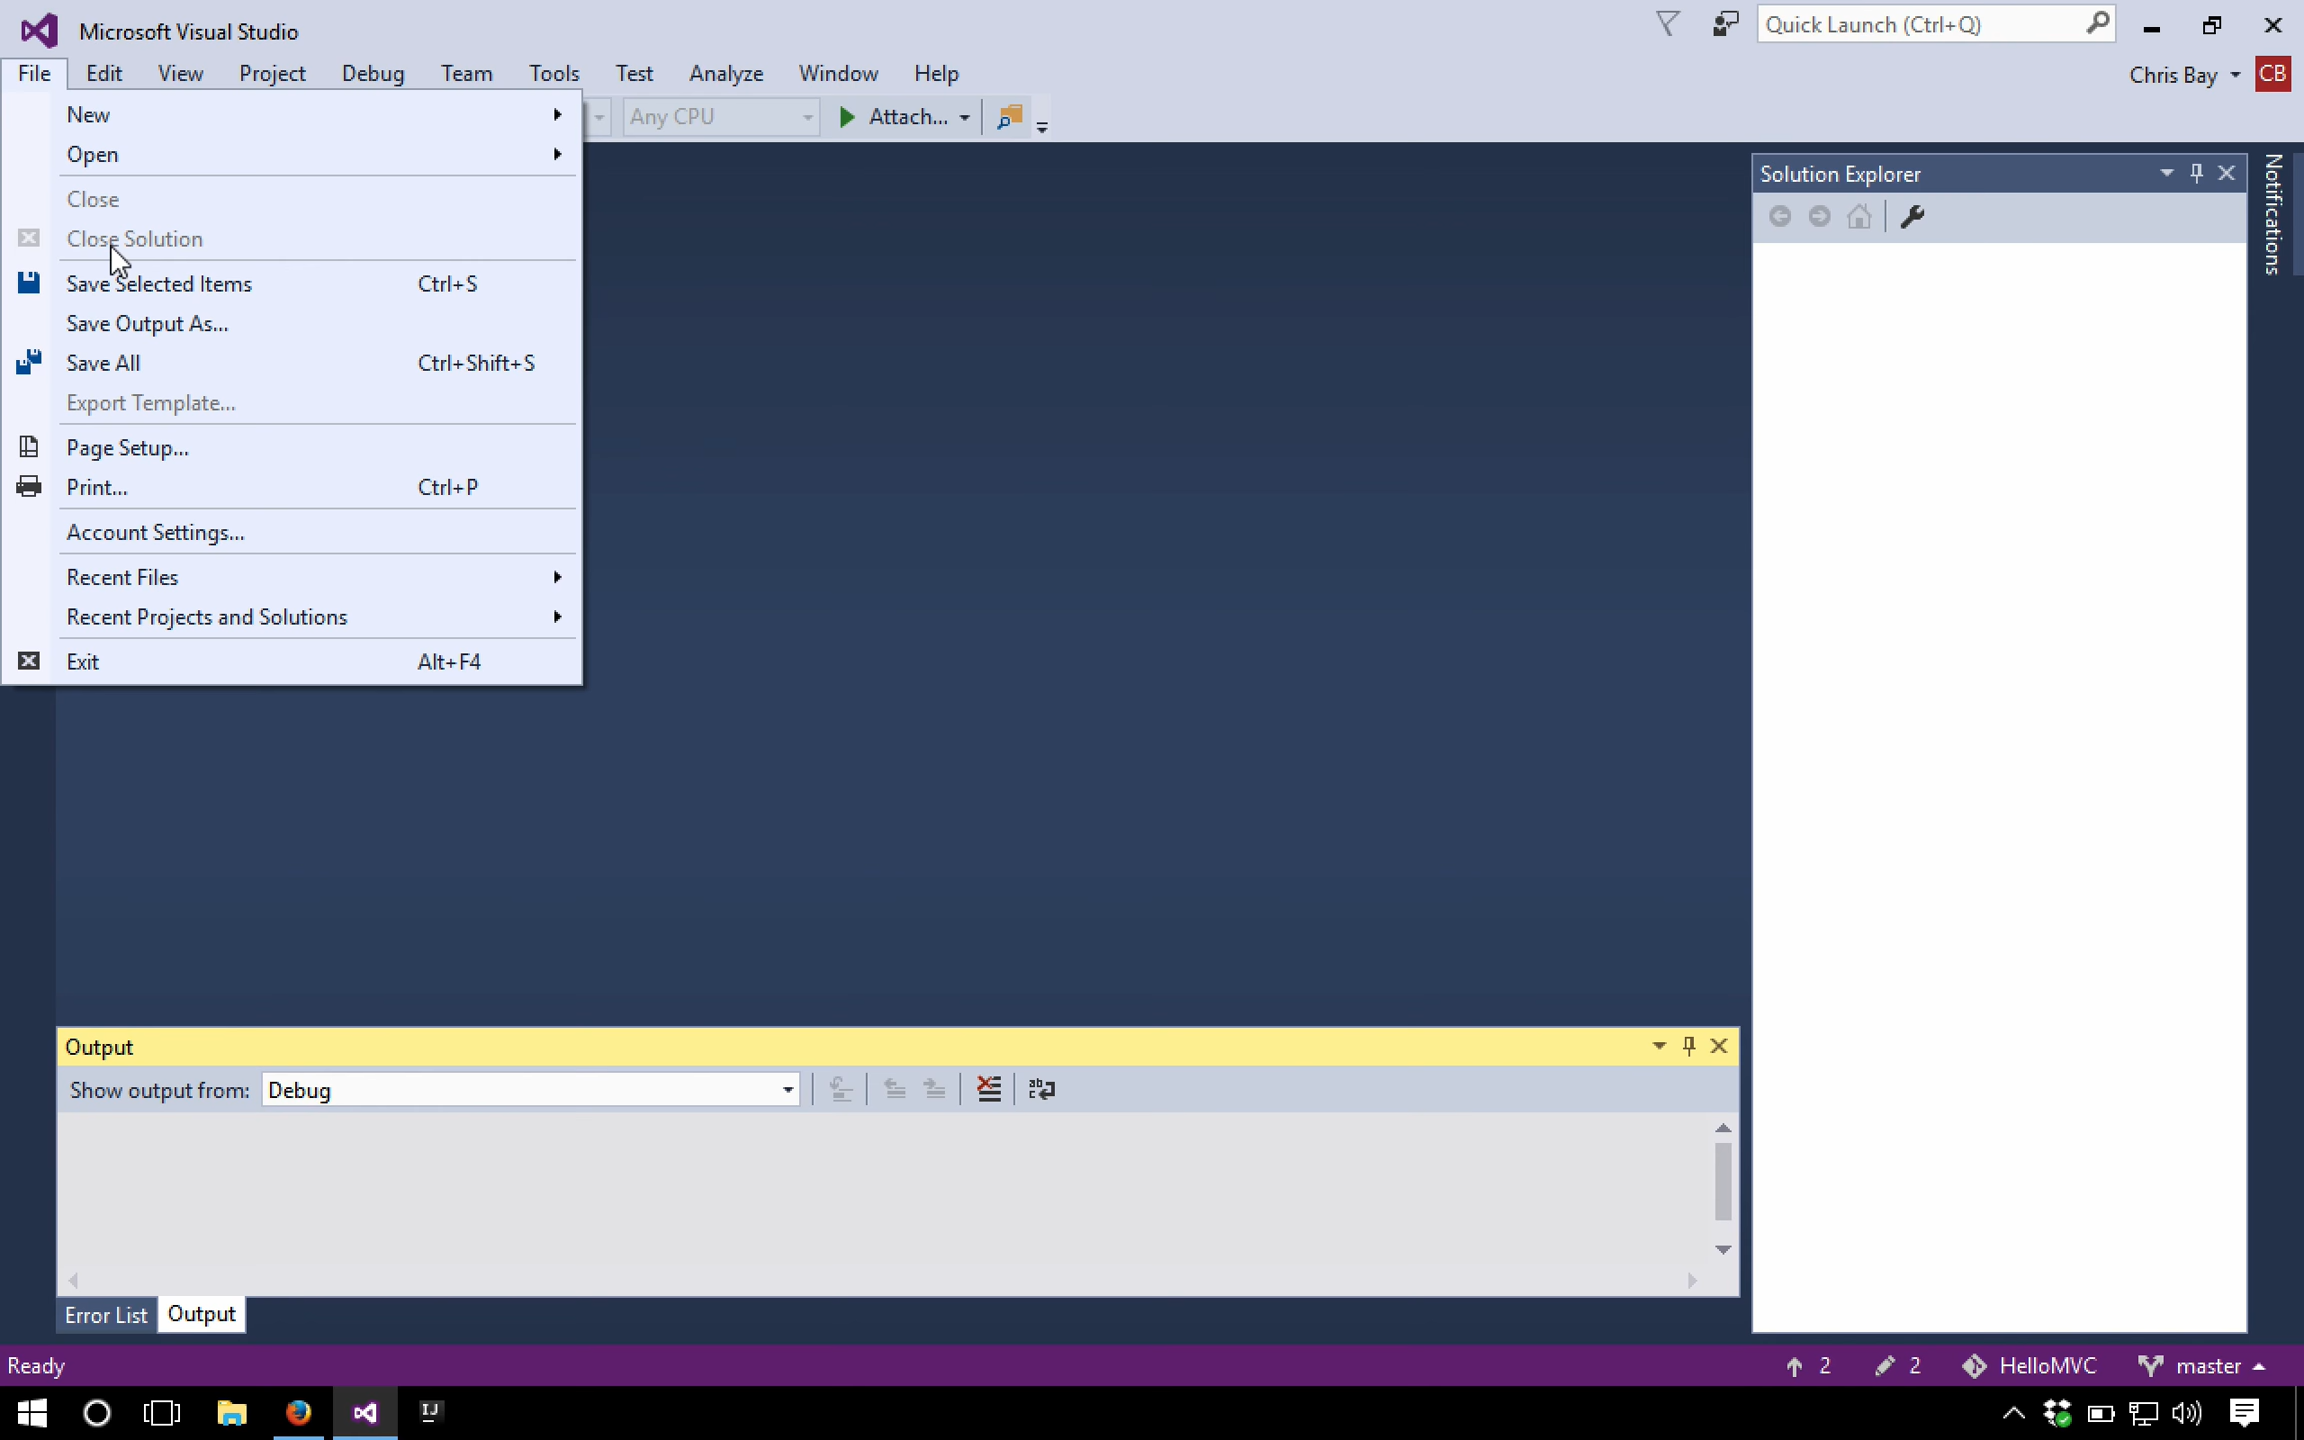 Microsoft Visual Studio
Quick Launch (Ctrl+Q)
File Edit View Project Debug Team Tools Test Analyze Window Help
Chris Bay CB
Any CPU Attach...
New
Open
Close
Close Solution
Save Selected Items Ctrl+S
Save Output As...
Save All Ctrl+Shift+S
Export Template...
Page Setup...
Print... Ctrl+P
Account Settings...
Recent Files
Recent Projects and Solutions
Exit Alt+F4
Solution Explorer
Notifications
Output
Show output from: Debug
Error List Output
Ready 2 2 HelloMVC master